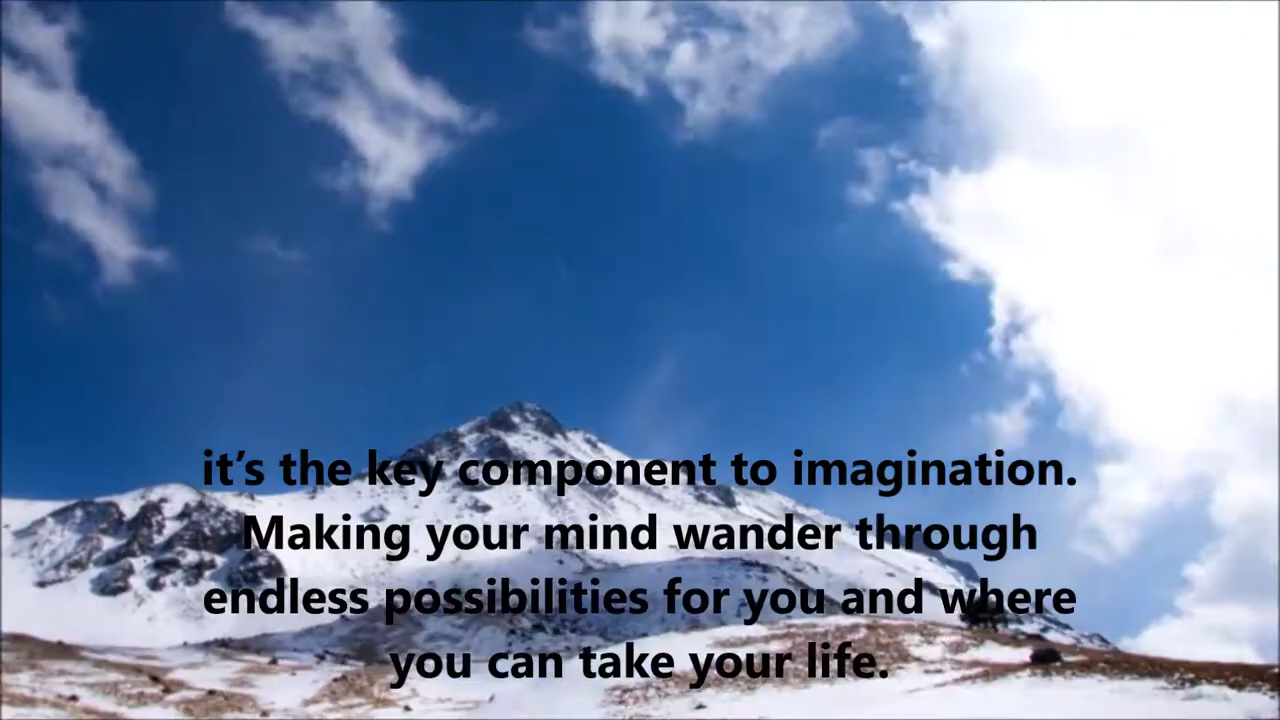 it’s the key component to imagination.
Making your mind wander through
endless possibilities for you and where
you can take your life.